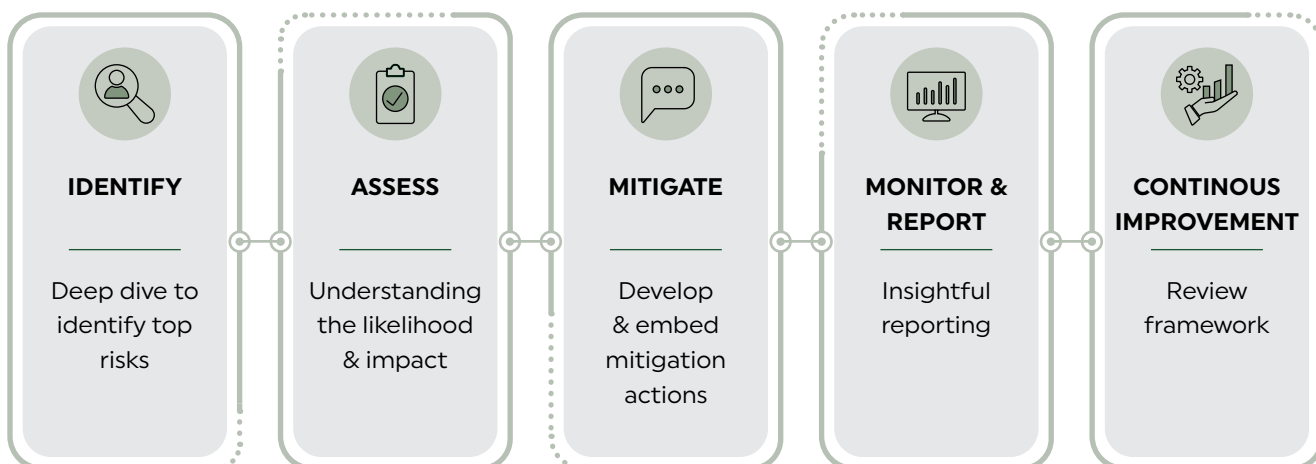 IDENTIFY
Deep dive to
identify top
risks
ASSESS
Understanding
the likelihood
& impact
MITIGATE
Develop
& embed
mitigation
actions
MONITOR &
REPORT
Insightful
reporting
CONTINOUS
IMPROVEMENT
Review
framework